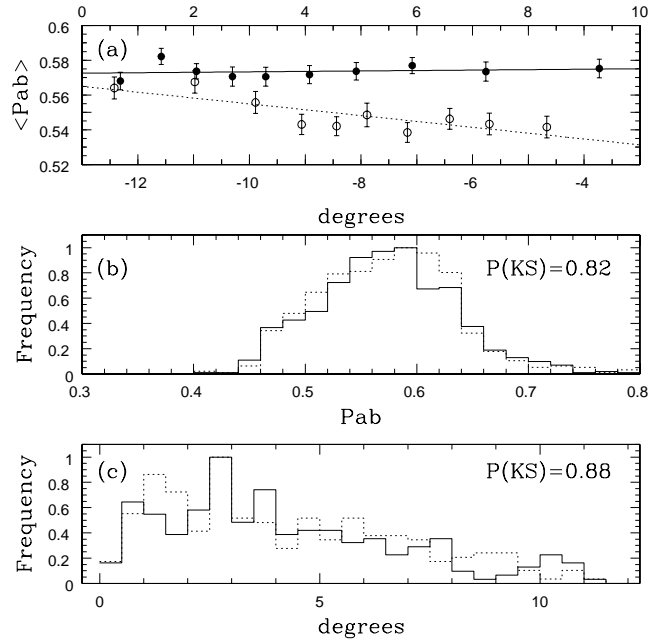 0 2 4 6 8 10
0.6
(a)
0.58
0.56
0.54
0.52
<Pab>
-12 -10 -8 -6 -4
degrees
(b)
P(KS)=0.82
1
0.8
0.6
0.4
0.2
0
Frequency
0.3 0.4 0.5 0.6 0.7 0.8
Pab
(c)
P(KS)=0.88
1
0.8
0.6
0.4
0.2
0
Frequency
0 5 10
degrees